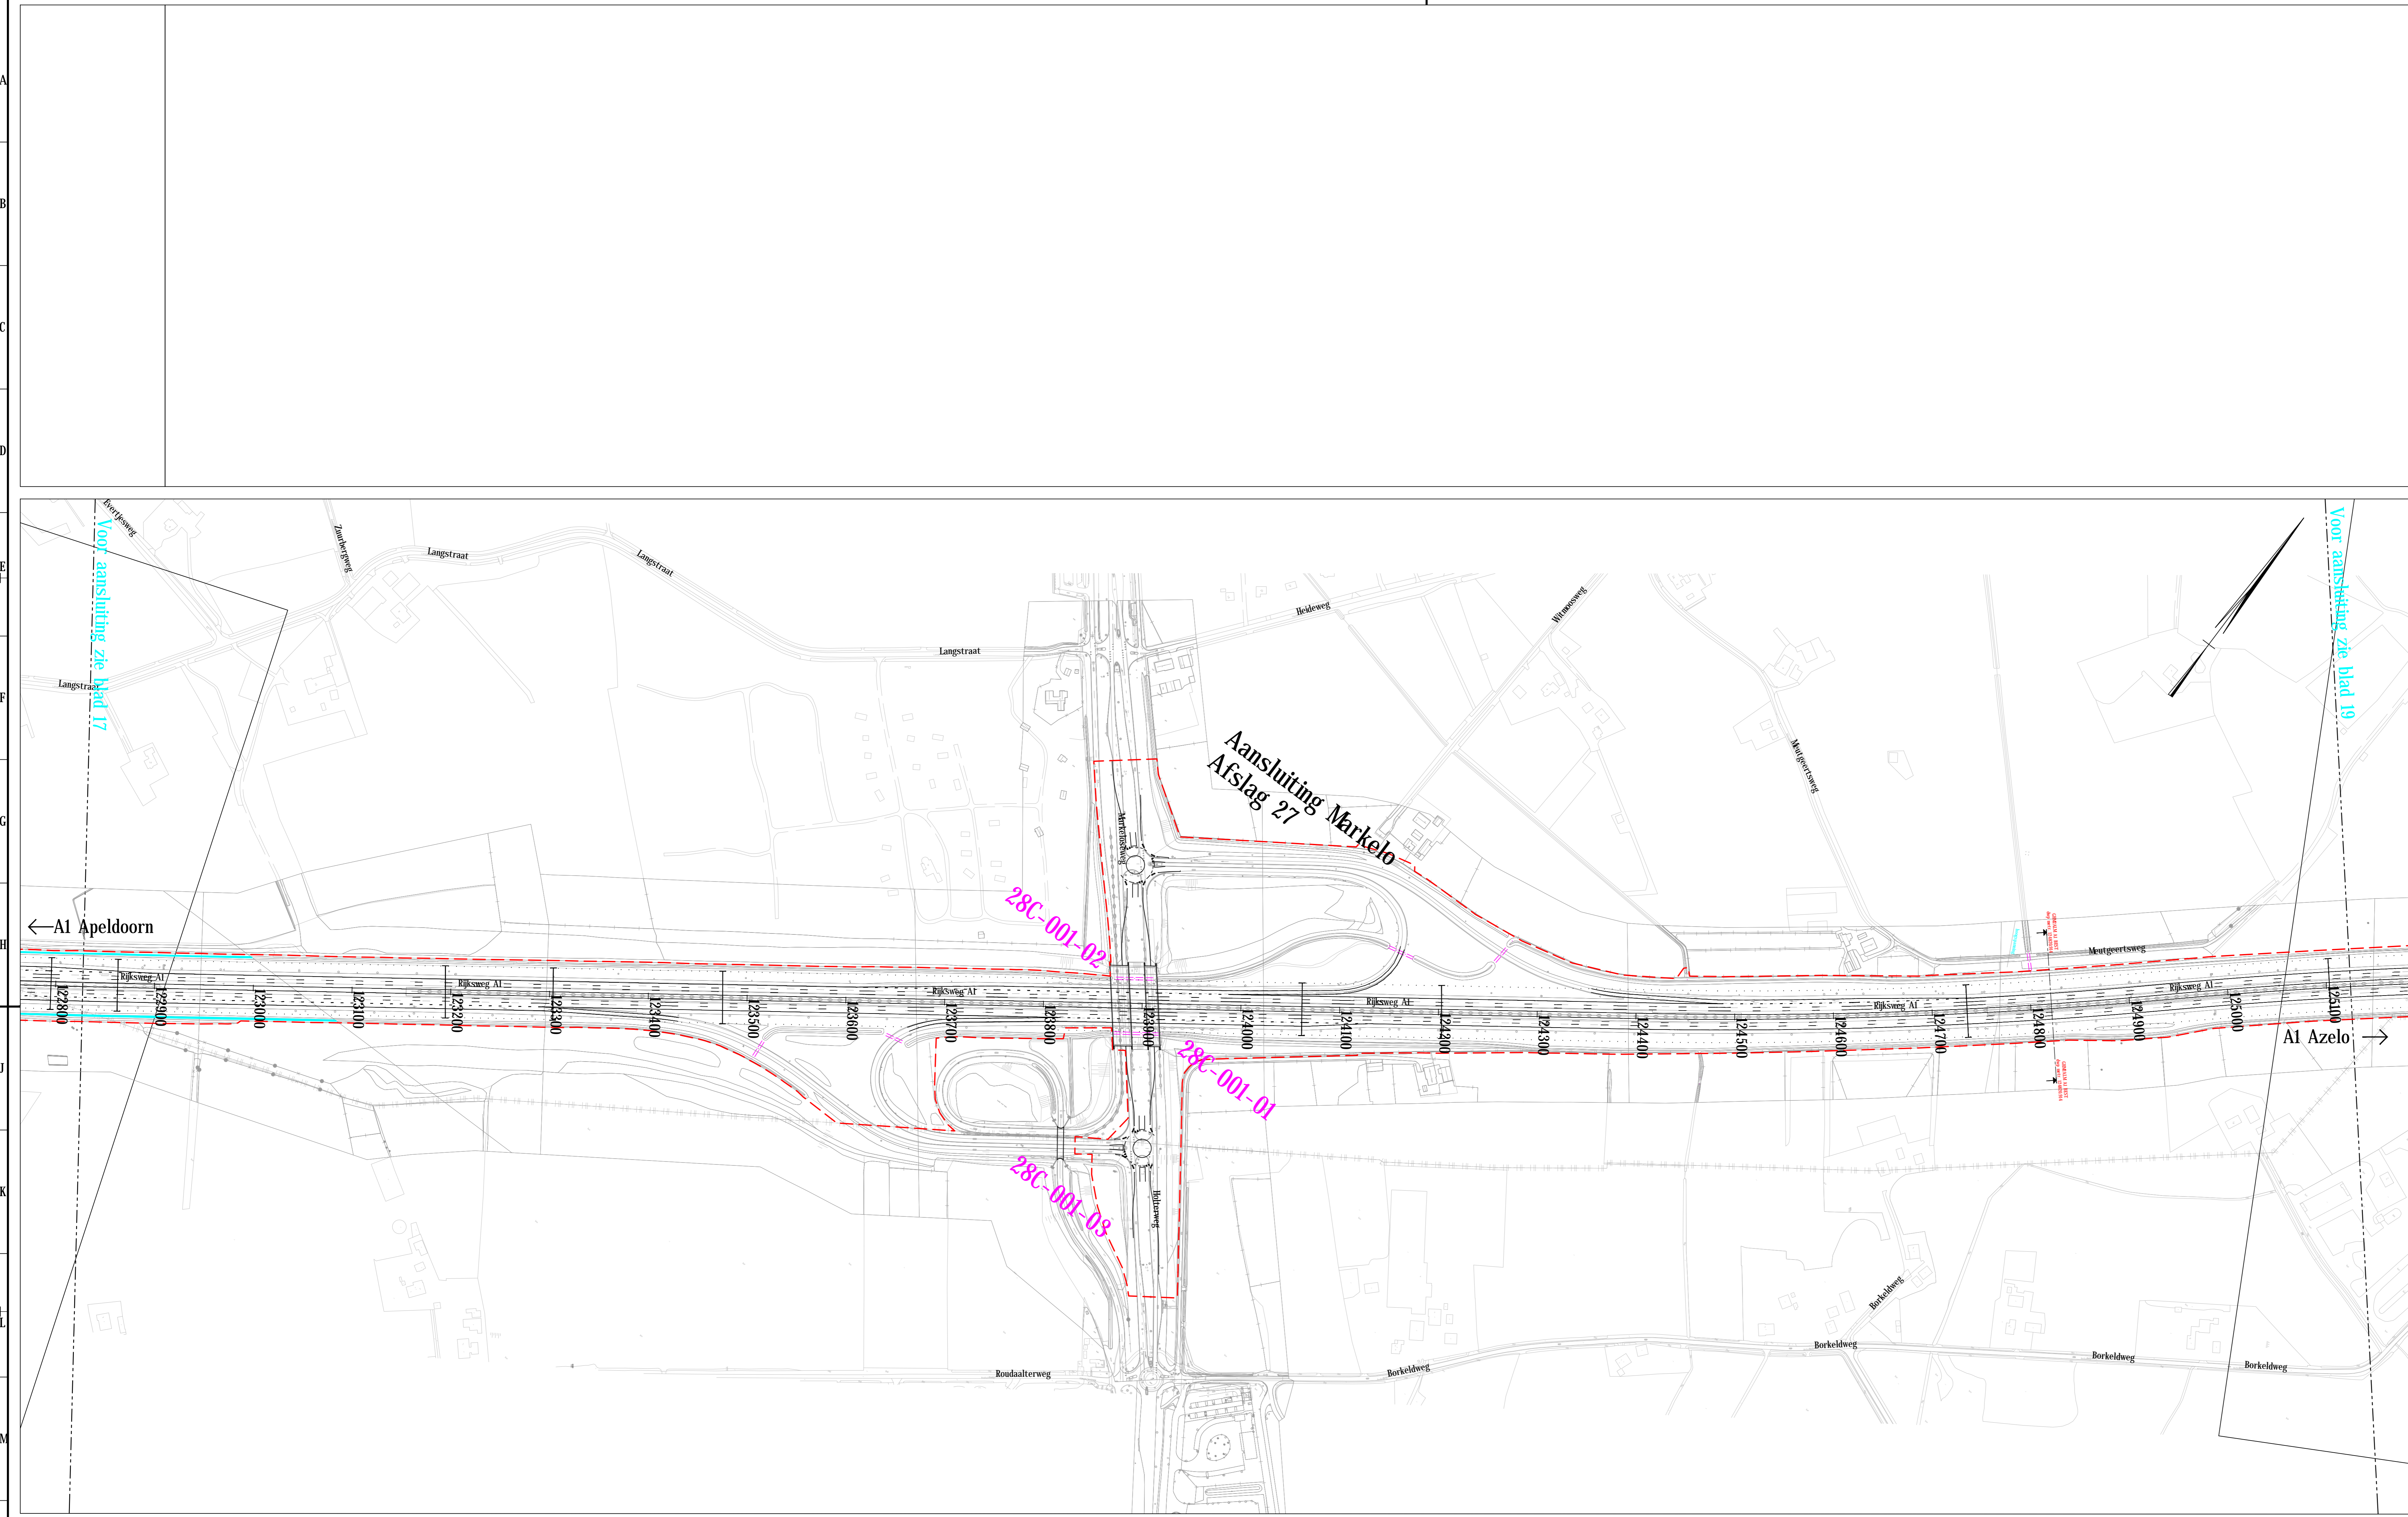 A
B
C
D
E
F
G
H
J
K
L
M
Evertjesweg
Voor aansluiting zie blad 17
Zuurbergweg
Langstraat
Langstraat
Langstraat
Langstraat
Heideweg
Witmoosweg
Meutgeertsweg
Voor aansluiting zie blad 19
Aansluiting Markelo
Afslag 27
Markeloseweg
28C-001-02
← A1 Apeldoorn
Meutgeertsweg
Rijksweg A1
Rijksweg A1
Rijksweg A1
Rijksweg A1
Rijksweg A1
Rijksweg A1
122800
122900
123000
123100
123200
123300
123400
123500
123600
123700
123800
123900
124000
124100
124200
124300
124400
124500
124600
124700
124800
124900
125000
125100
A1 Azelo →
28C-001-01
28C-001-03
Holterweg
Roudaalterweg
Borkeldweg
Borkeldweg
Borkeldweg
Borkeldweg
Borkeldweg